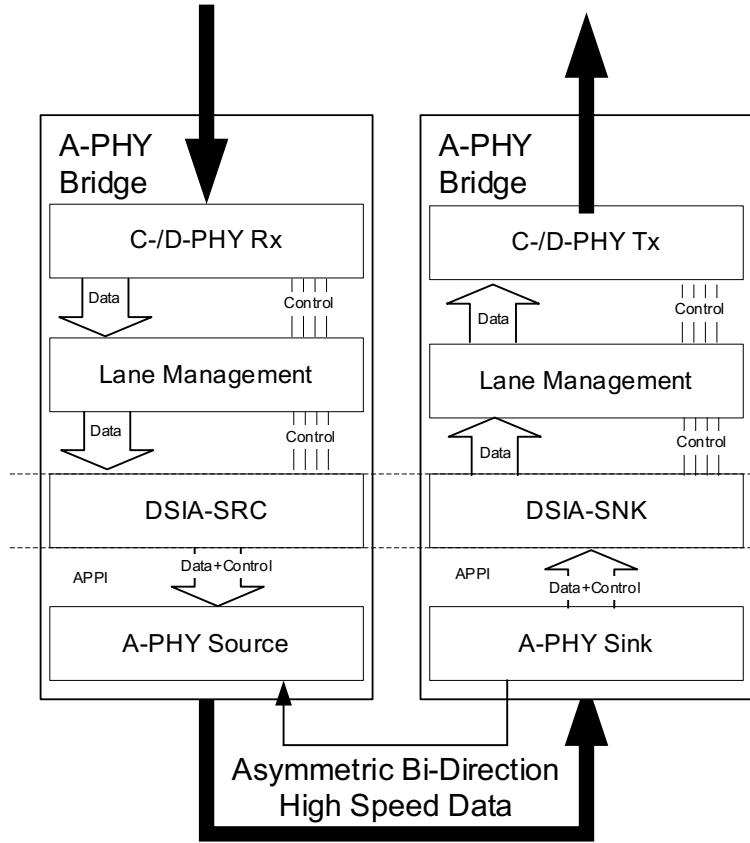 A-PHY
Bridge
C-/D-PHY Rx
Data
Control
Lane Management
Data
Control
DSIA-SRC
APPI
Data+Control
A-PHY Source
A-PHY
Bridge
C-/D-PHY Tx
Data
Control
Lane Management
Data
Control
DSIA-SNK
APPI
Data+Control
A-PHY Sink
Asymmetric Bi-Direction
High Speed Data